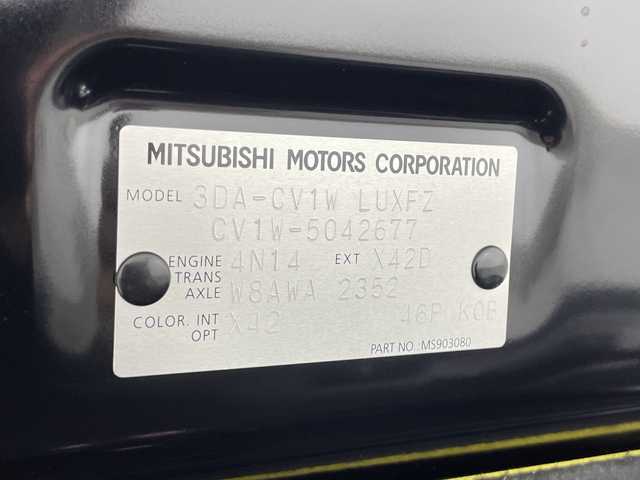 MITSUBISHI MOTORS CORPORATION
MODEL 3DA-CV1W LUXFZ
CV1W-5042677
ENGINE 4N14 EXT X42D
TRANS AXLE W8AWA 2352
COLOR. INT OPT X42 46P K0E
PART NO.:MS903080